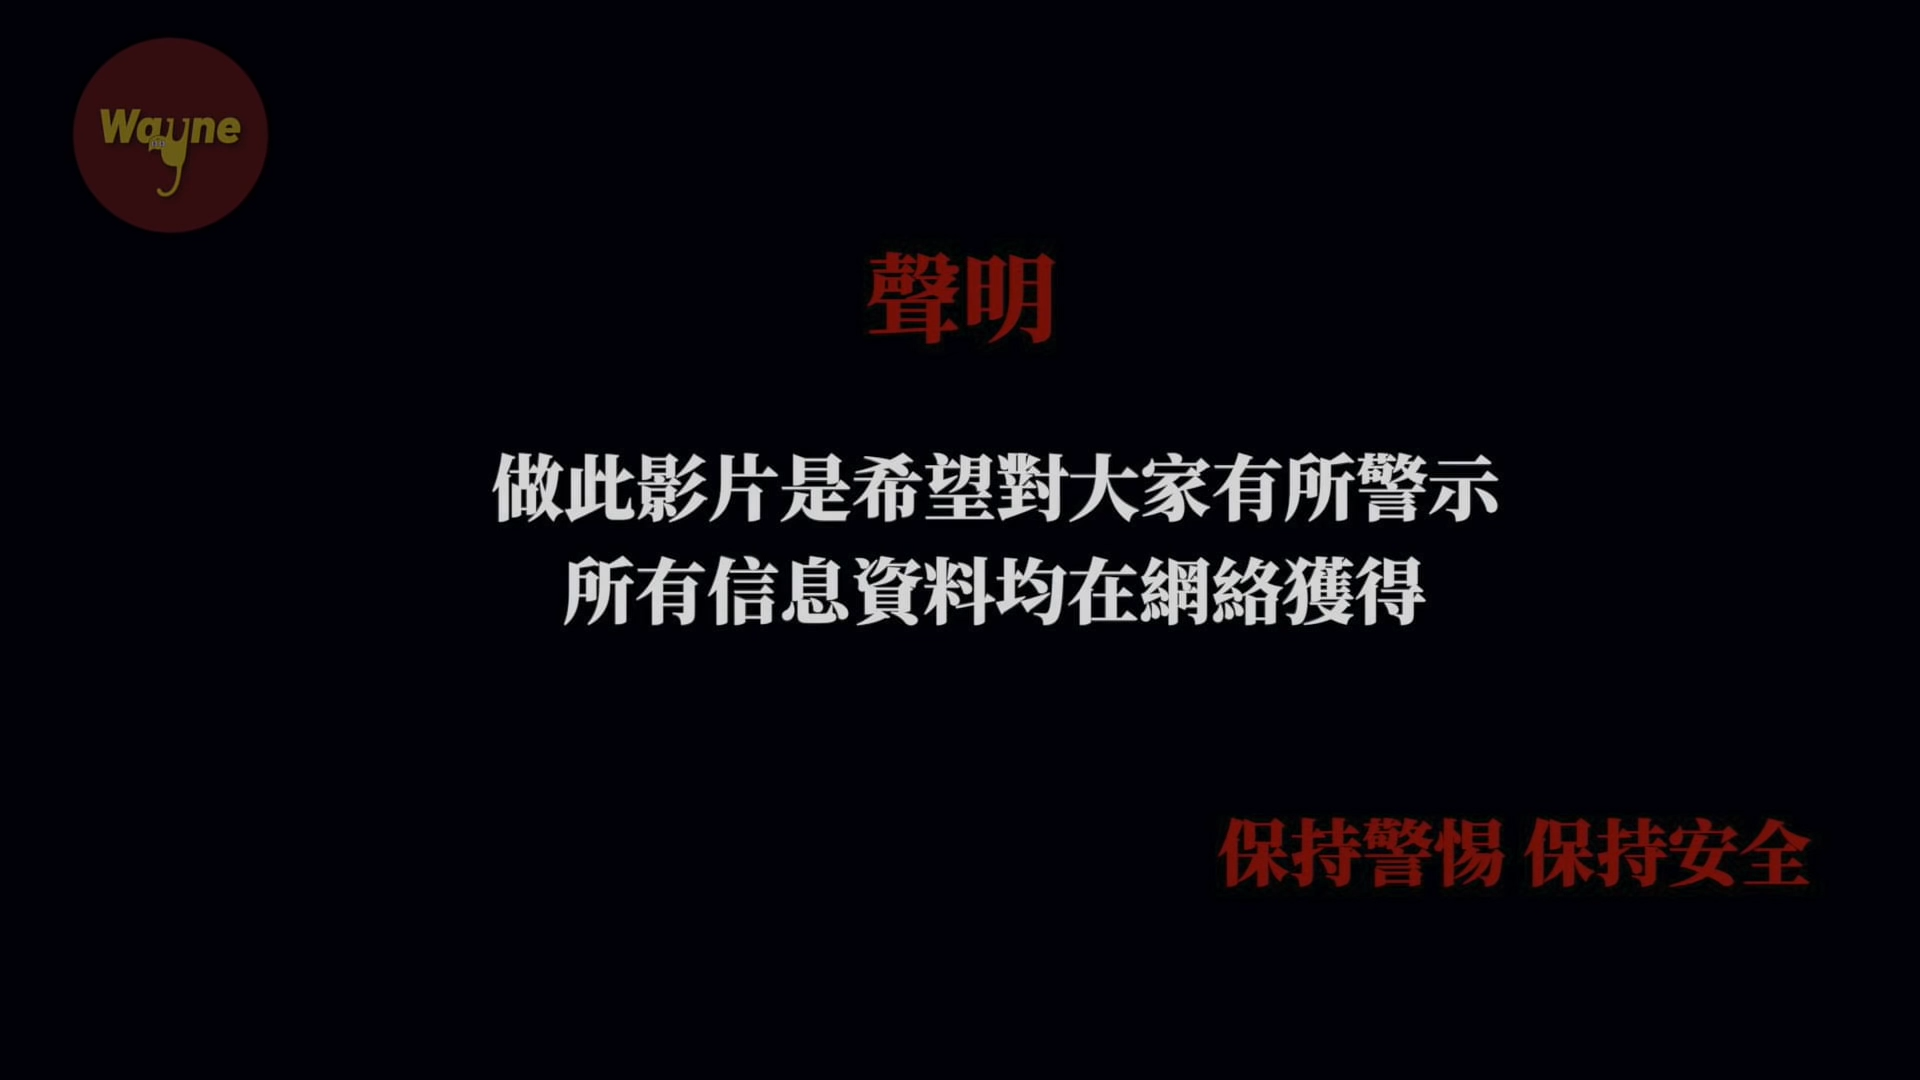 Wayne
聲明
做此影片是希望對大家有所警示
所有信息資料均在網絡獲得
保持警惕 保持安全